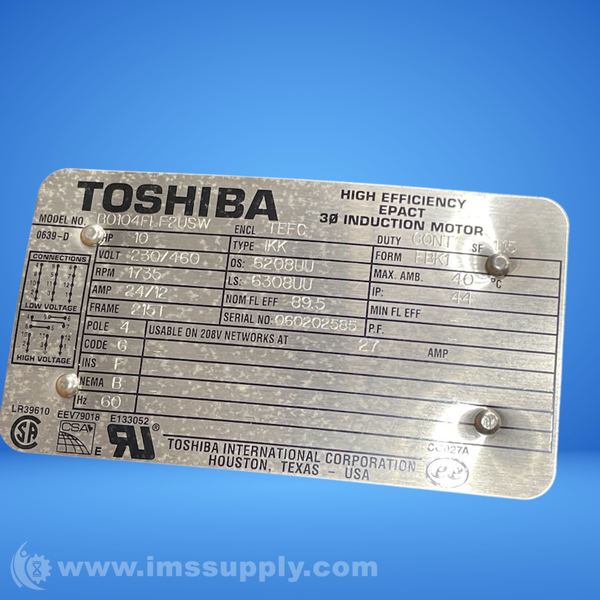 TOSHIBA
HIGH EFFICIENCY
EPACT
3Ø INDUCTION MOTOR
MODEL NO. B0104FLF2USW ENCL TEFC DUTY CONT SF 1.15
0639-D HP 10 TYPE IKK FORM FBK1
CONNECTIONS VOLT 230/460 OS: 6208UU MAX. AMB. 40 °C
RPM 1735 LS: 6308UU IP: 44
AMP 24/12 NOM FL EFF 89.5 MIN FL EFF
LOW VOLTAGE FRAME 215T SERIAL NO: 060202585 P.F.
POLE 4 USABLE ON 208V NETWORKS AT 27 AMP
HIGH VOLTAGE CODE G
INS F
NEMA B
Hz 60
LR39610 EEV79018 E133052
SA CSA E UR
TOSHIBA INTERNATIONAL CORPORATION
HOUSTON, TEXAS - USA
ee
www.imssupply.com